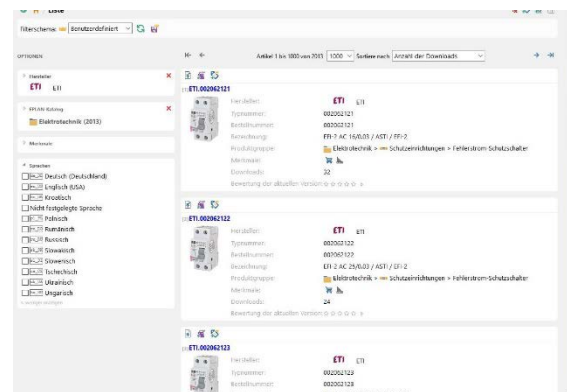 Liste
Filterschema: Benutzerdefiniert
OPTIONEN
Artikel 1 bis 1000 von 2013 1000 Sortiere nach Anzahl der Downloads
Hersteller
ETI ETI
EPLAN Katalog
Elektrotechnik (2013)
Merkmale
Sprachen
Deutsch (Deutschland)
Englisch (USA)
Kroatisch
Nicht festgelegte Sprache
Polnisch
Rumänisch
Russisch
Slowakisch
Slowenisch
Tschechisch
Ukrainisch
Ungarisch
ETI.002062121
Hersteller: ETI ETI
Typnummer: 002062121
Bestellnummer: 002062121
Bezeichnung: EFI-2 AC 16/0.03 / ASTI / EFI-2
Produktgruppe: Elektrotechnik > Schutzeinrichtungen > Fehlerstrom-Schutzschalter
Merkmale:
Downloads: 32
Bewertung der aktuellen Version:
ETI.002062122
Hersteller: ETI ETI
Typnummer: 002062122
Bestellnummer: 002062122
Bezeichnung: EFI-2 AC 25/0.03 / ASTI / EFI-2
Produktgruppe: Elektrotechnik > Schutzeinrichtungen > Fehlerstrom-Schutzschalter
Merkmale:
Downloads: 24
Bewertung der aktuellen Version:
ETI.002062123
Hersteller: ETI ETI
Typnummer: 002062123
Bestellnummer: 002062123